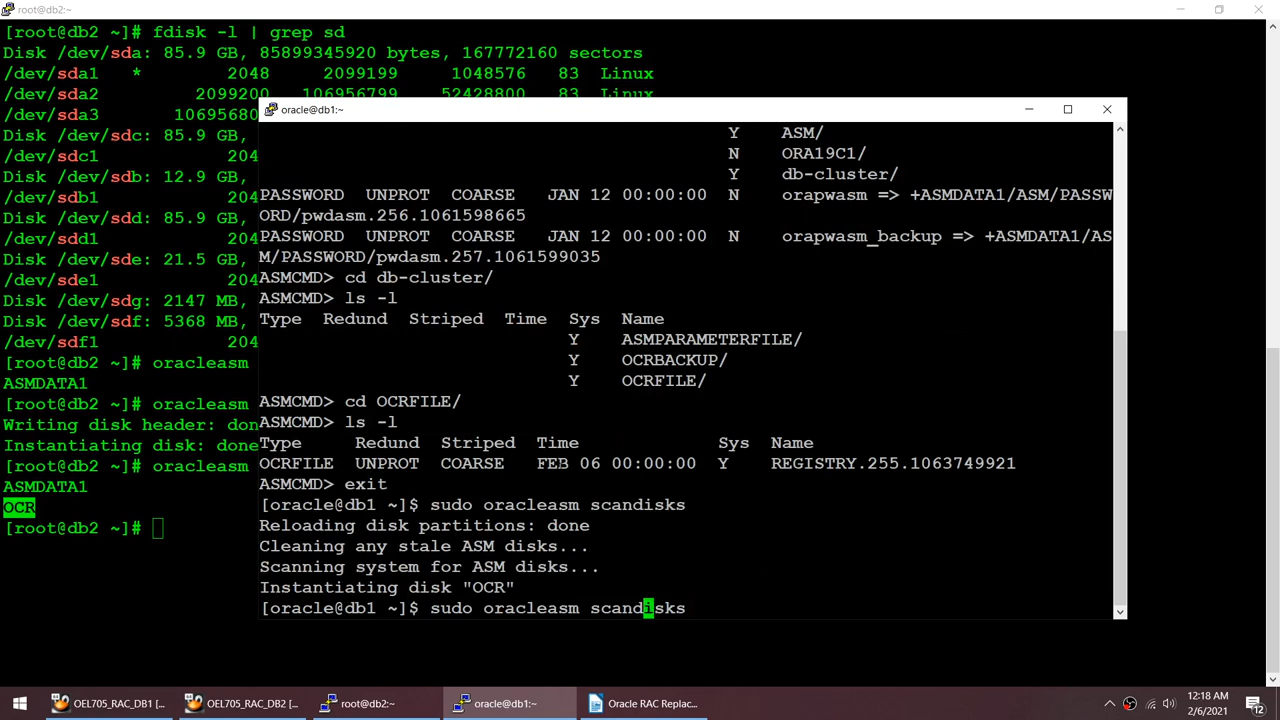 root@db2:~
[root@db2 ~]# fdisk -l | grep sd
Disk /dev/sda: 85.9 GB, 85899345920 bytes, 167772160 sectors
/dev/sda1 * 2048 2099199 1048576 83 Linux
/dev/sda2 2099200 106956799 52428800 83 Linux
/dev/sda3 10695680
Disk /dev/sdc: 85.9 GB,
/dev/sdc1 204
Disk /dev/sdb: 12.9 GB,
/dev/sdb1 204
Disk /dev/sdd: 85.9 GB,
/dev/sdd1 204
Disk /dev/sde: 21.5 GB,
/dev/sde1 204
Disk /dev/sdg: 2147 MB,
Disk /dev/sdf: 5368 MB,
/dev/sdf1 204
[root@db2 ~]# oracleasm
ASMDATA1
[root@db2 ~]# oracleasm
Writing disk header: don
Instantiating disk: done
[root@db2 ~]# oracleasm
ASMDATA1
OCR
[root@db2 ~]#
oracle@db1:~
Y ASM/
N ORA19C1/
Y db-cluster/
PASSWORD UNPROT COARSE JAN 12 00:00:00 N orapwasm => +ASMDATA1/ASM/PASSW
ORD/pwdasm.256.1061598665
PASSWORD UNPROT COARSE JAN 12 00:00:00 N orapwasm_backup => +ASMDATA1/AS
M/PASSWORD/pwdasm.257.1061599035
ASMCMD> cd db-cluster/
ASMCMD> ls -l
Type Redund Striped Time Sys Name
Y ASMPARAMETERFILE/
Y OCRBACKUP/
Y OCRFILE/
ASMCMD> cd OCRFILE/
ASMCMD> ls -l
Type Redund Striped Time Sys Name
OCRFILE UNPROT COARSE FEB 06 00:00:00 Y REGISTRY.255.1063749921
ASMCMD> exit
[oracle@db1 ~]$ sudo oracleasm scandisks
Reloading disk partitions: done
Cleaning any stale ASM disks...
Scanning system for ASM disks...
Instantiating disk "OCR"
[oracle@db1 ~]$ sudo oracleasm scandisks
OEL705_RAC_DB1 [...
OEL705_RAC_DB2 [...
root@db2:~
oracle@db1:~
Oracle RAC Replac...
12:18 AM
2/6/2021
12